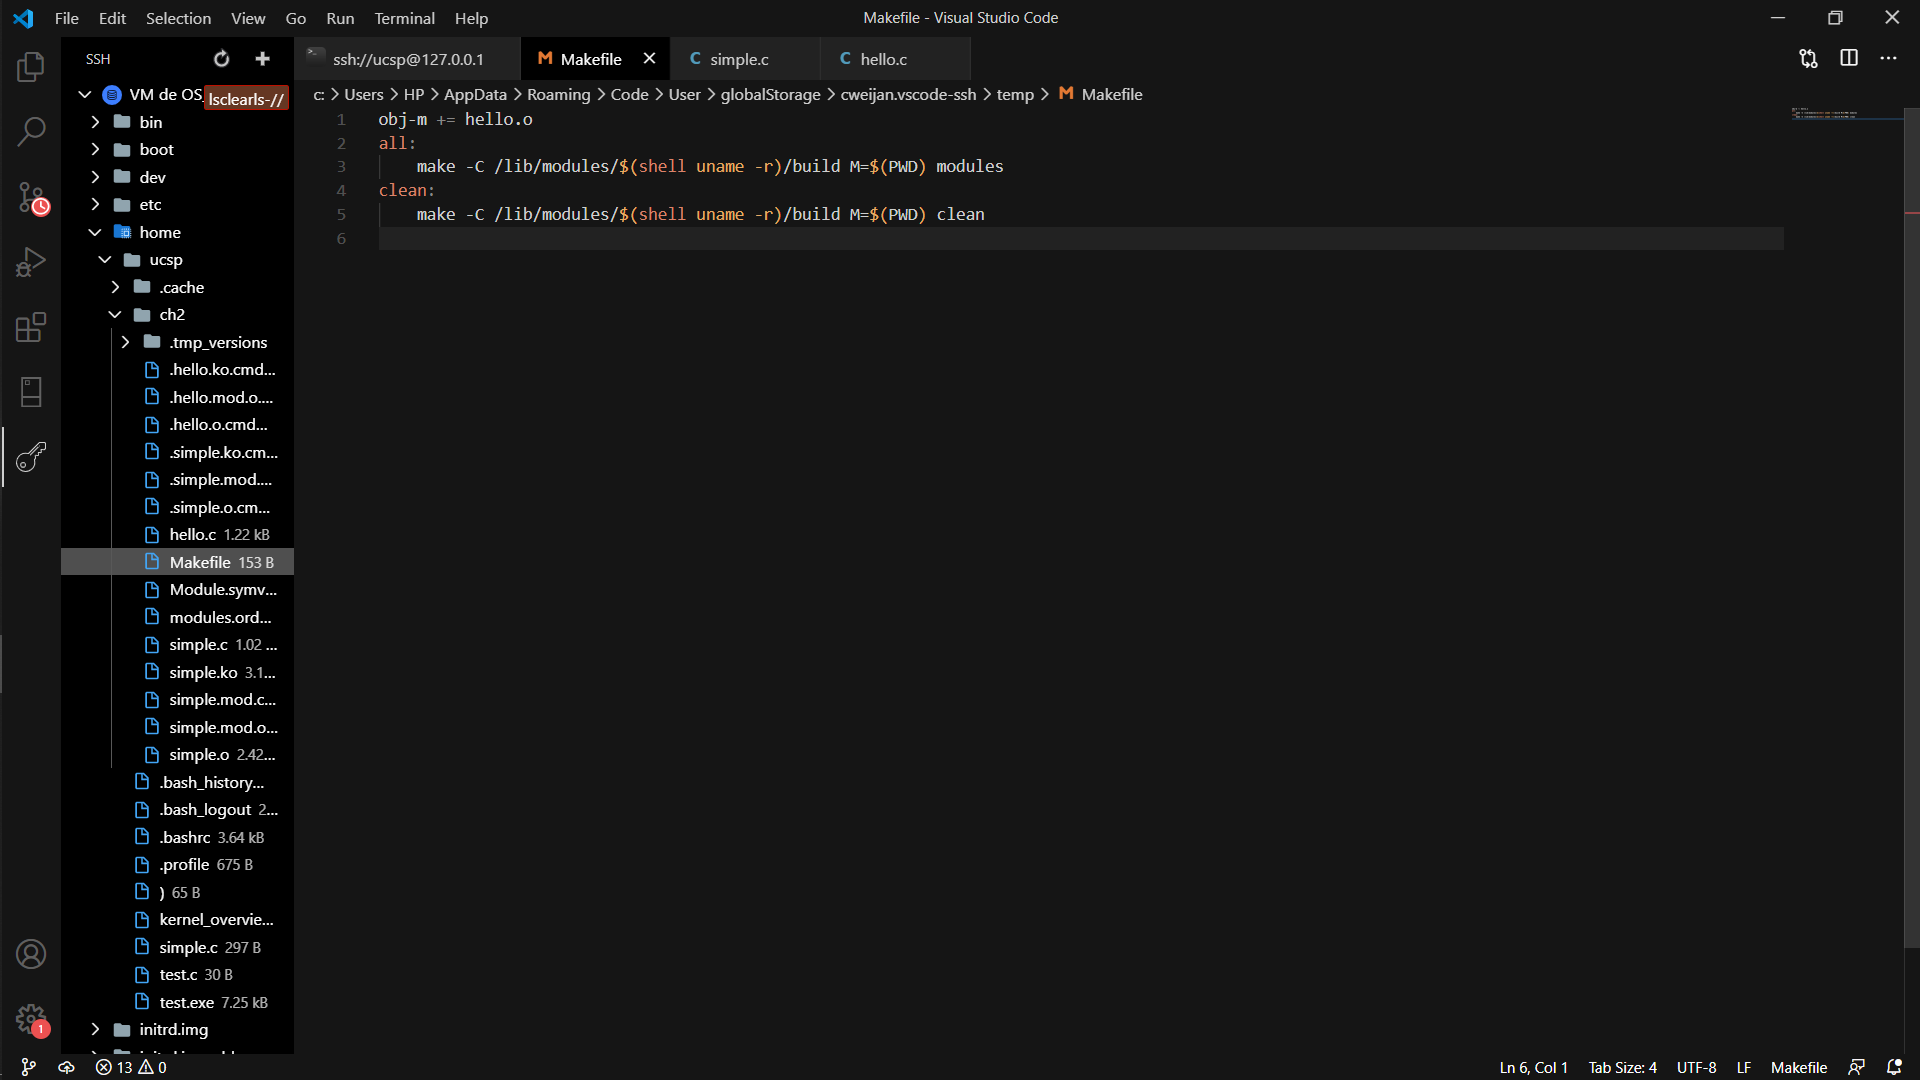 File Edit Selection View Go Run Terminal Help
Makefile - Visual Studio Code
SSH
ssh://ucsp@127.0.0.1
M Makefile
C simple.c
C hello.c
VM de OS
lsclearls-//
c: > Users > HP > AppData > Roaming > Code > User > globalStorage > cweijan.vscode-ssh > temp > M Makefile
1 obj-m += hello.o
2 all:
3 make -C /lib/modules/$(shell uname -r)/build M=$(PWD) modules
4 clean:
5 make -C /lib/modules/$(shell uname -r)/build M=$(PWD) clean
6
bin
boot
dev
etc
home
ucsp
.cache
ch2
.tmp_versions
.hello.ko.cmd...
.hello.mod.o....
.hello.o.cmd...
.simple.ko.cm...
.simple.mod....
.simple.o.cm...
hello.c 1.22 kB
Makefile 153 B
Module.symv...
modules.ord...
simple.c 1.02 ...
simple.ko 3.1...
simple.mod.c...
simple.mod.o...
simple.o 2.42...
.bash_history...
.bash_logout 2...
.bashrc 3.64 kB
.profile 675 B
) 65 B
kernel_overvie...
simple.c 297 B
test.c 30 B
test.exe 7.25 kB
initrd.img
1
13 0
Ln 6, Col 1 Tab Size: 4 UTF-8 LF Makefile